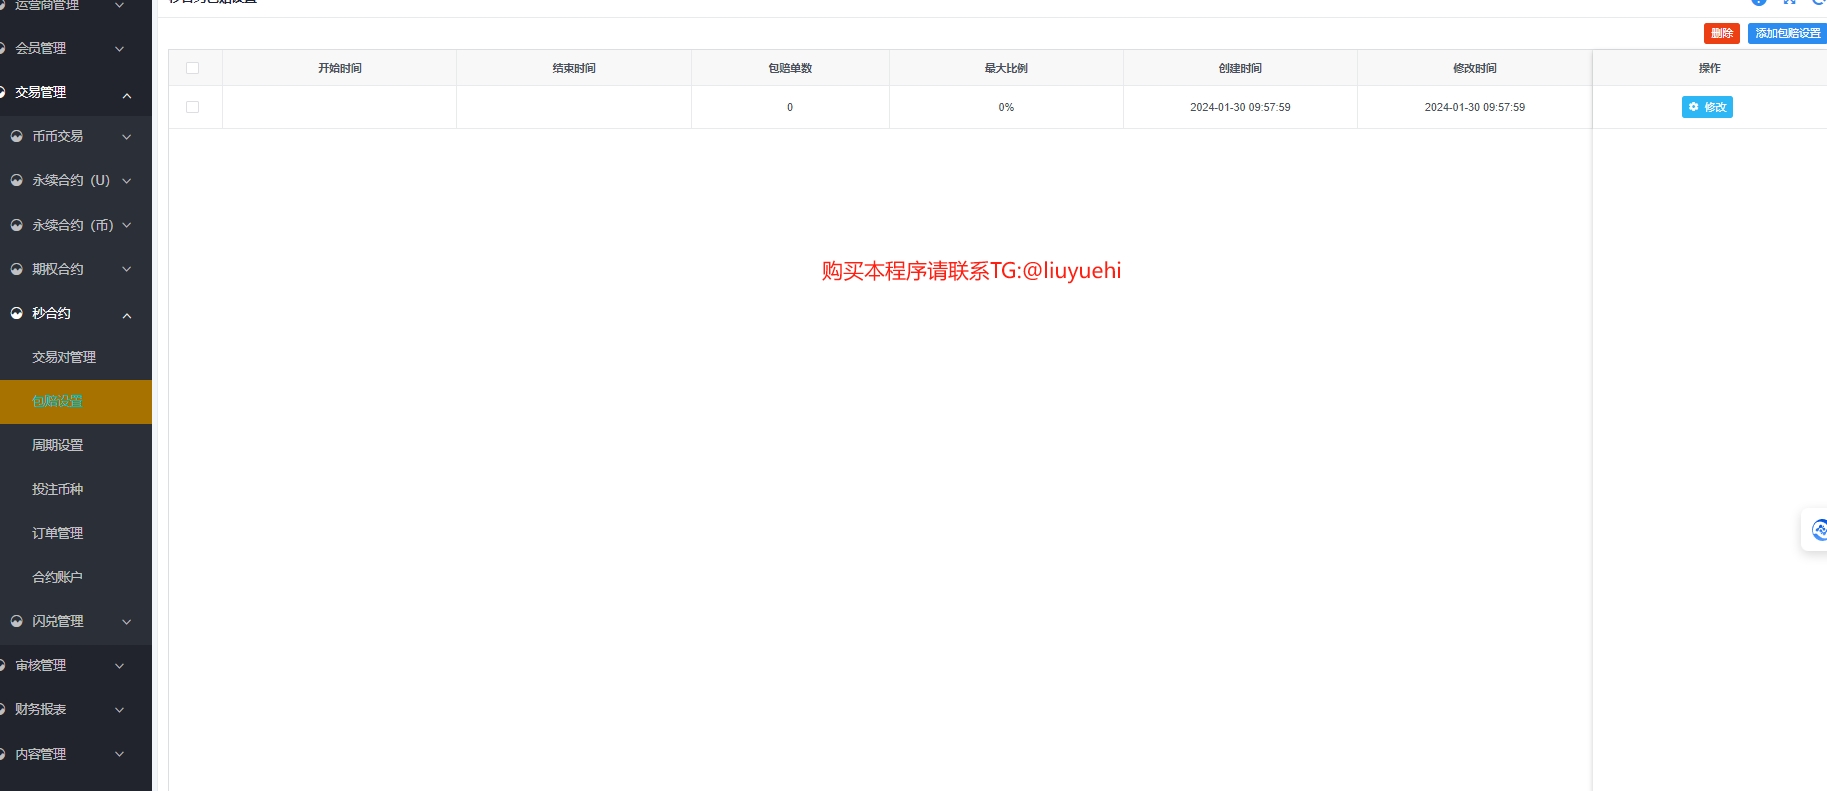 运营商管理
会员管理
交易管理
币币交易
永续合约（U）
永续合约（币）
期权合约
秒合约
交易对管理
包赔设置
周期设置
投注币种
订单管理
合约账户
闪兑管理
审核管理
财务报表
内容管理
秒合约包赔设置
删除
添加包赔设置
开始时间 结束时间 包赔单数 最大比例 创建时间 修改时间 操作
0 0% 2024-01-30 09:57:59 2024-01-30 09:57:59 修改
购买本程序请联系TG:@liuyuehi